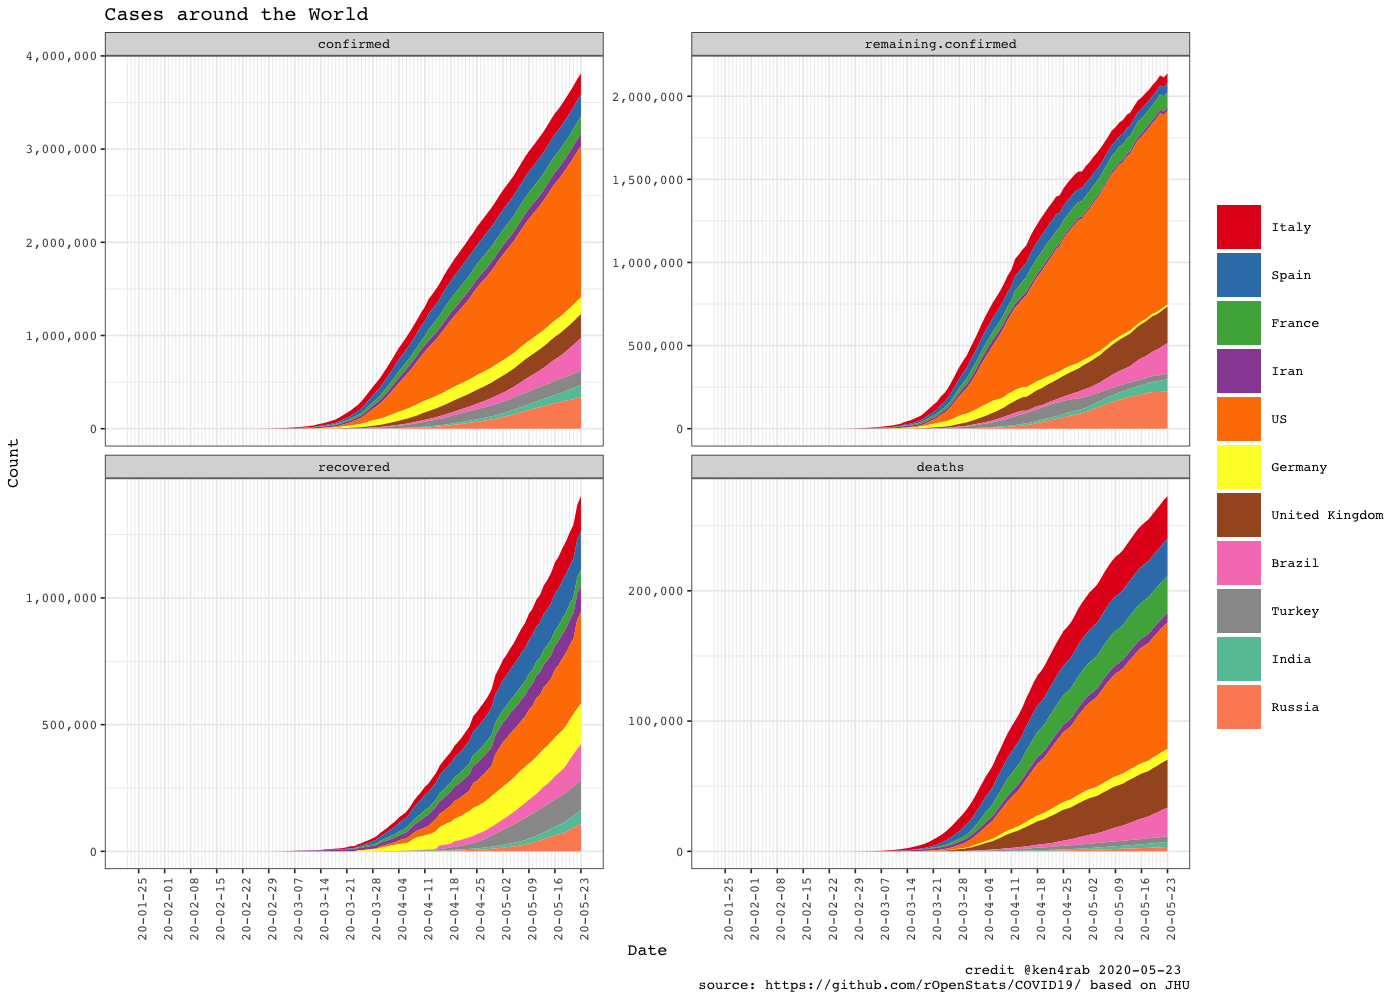 Cases around the World
confirmed
remaining.confirmed
4,000,000
3,000,000
2,000,000
1,000,000
0
2,000,000
1,500,000
1,000,000
500,000
0
recovered
deaths
1,000,000
500,000
0
200,000
100,000
0
Count
20-01-25
20-02-01
20-02-08
20-02-15
20-02-22
20-02-29
20-03-07
20-03-14
20-03-21
20-03-28
20-04-04
20-04-11
20-04-18
20-04-25
20-05-02
20-05-09
20-05-16
20-05-23
20-01-25
20-02-01
20-02-08
20-02-15
20-02-22
20-02-29
20-03-07
20-03-14
20-03-21
20-03-28
20-04-04
20-04-11
20-04-18
20-04-25
20-05-02
20-05-09
20-05-16
20-05-23
Date
Italy
Spain
France
Iran
US
Germany
United Kingdom
Brazil
Turkey
India
Russia
credit @ken4rab 2020-05-23
source: https://github.com/rOpenStats/COVID19/ based on JHU